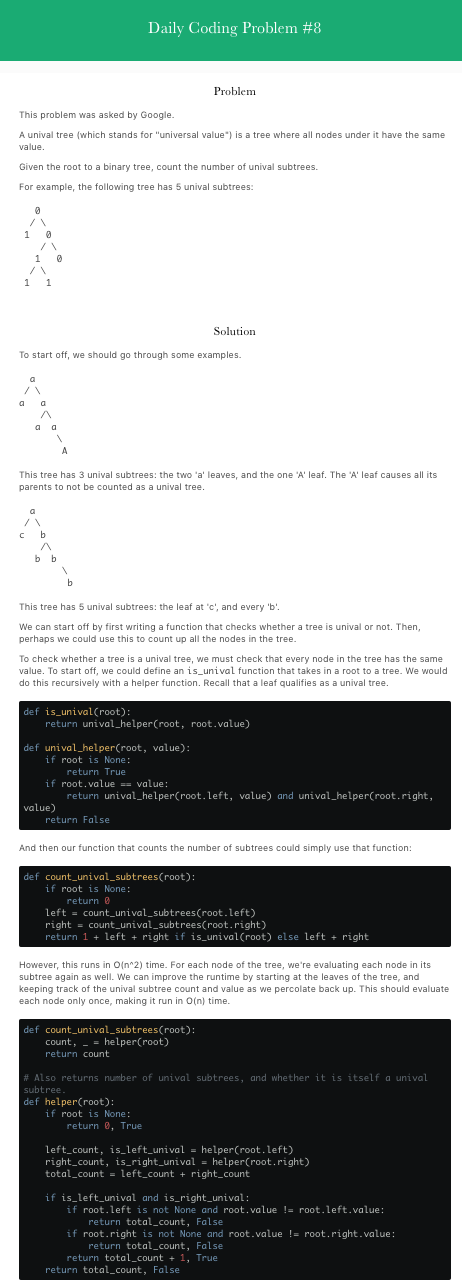 Daily Coding Problem #8
Problem
This problem was asked by Google.
A unival tree (which stands for "universal value") is a tree where all nodes under it have the same
value.
Given the root to a binary tree, count the number of unival subtrees.
For example, the following tree has 5 unival subtrees:
   0
  / \
 1   0
    / \
   1   0
  / \
 1   1
Solution
To start off, we should go through some examples.
  a
 / \
a   a
    /\
   a  a
       \
        A
This tree has 3 unival subtrees: the two 'a' leaves, and the one 'A' leaf. The 'A' leaf causes all its
parents to not be counted as a unival tree.
  a
 / \
c   b
    /\
   b  b
        \
         b
This tree has 5 unival subtrees: the leaf at 'c', and every 'b'.
We can start off by first writing a function that checks whether a tree is unival or not. Then,
perhaps we could use this to count up all the nodes in the tree.
To check whether a tree is a unival tree, we must check that every node in the tree has the same
value. To start off, we could define an is_unival function that takes in a root to a tree. We would
do this recursively with a helper function. Recall that a leaf qualifies as a unival tree.
def is_unival(root):
    return unival_helper(root, root.value)
def unival_helper(root, value):
    if root is None:
        return True
    if root.value == value:
        return unival_helper(root.left, value) and unival_helper(root.right,
value)
    return False
And then our function that counts the number of subtrees could simply use that function:
def count_unival_subtrees(root):
    if root is None:
        return 0
    left = count_unival_subtrees(root.left)
    right = count_unival_subtrees(root.right)
    return 1 + left + right if is_unival(root) else left + right
However, this runs in O(n^2) time. For each node of the tree, we're evaluating each node in its
subtree again as well. We can improve the runtime by starting at the leaves of the tree, and
keeping track of the unival subtree count and value as we percolate back up. This should evaluate
each node only once, making it run in O(n) time.
def count_unival_subtrees(root):
    count, _ = helper(root)
    return count
# Also returns number of unival subtrees, and whether it is itself a unival
subtree.
def helper(root):
    if root is None:
        return 0, True
    left_count, is_left_unival = helper(root.left)
    right_count, is_right_unival = helper(root.right)
    total_count = left_count + right_count
    if is_left_unival and is_right_unival:
        if root.left is not None and root.value != root.left.value:
            return total_count, False
        if root.right is not None and root.value != root.right.value:
            return total_count, False
        return total_count + 1, True
    return total_count, False